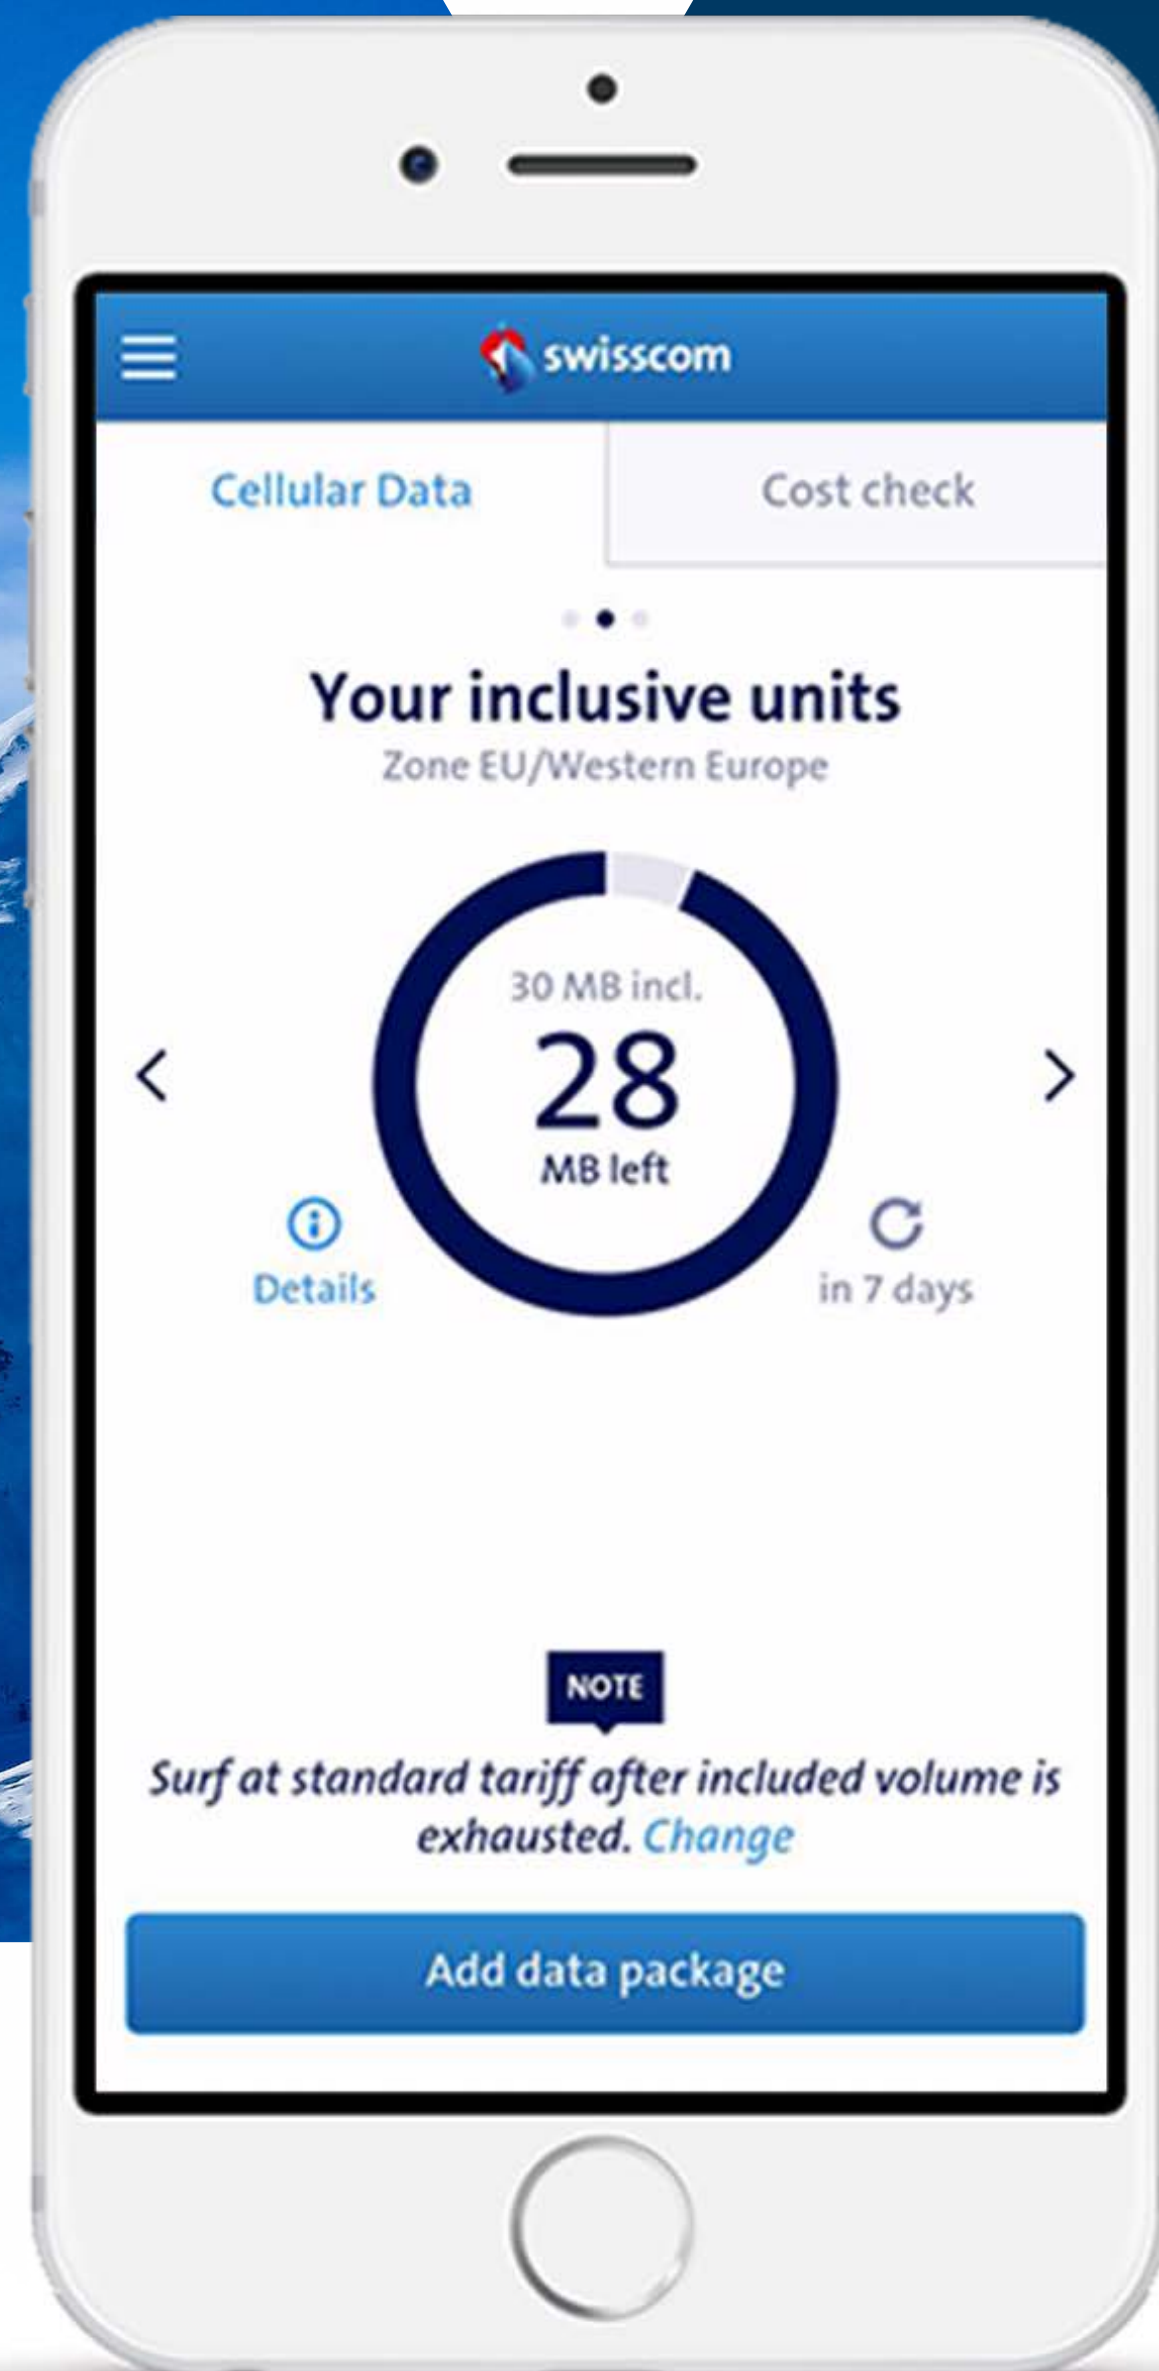 swisscom
Cellular Data
Cost check
Your inclusive units
Zone EU/Western Europe
30 MB incl.
28
MB left
Details
in 7 days
NOTE
Surf at standard tariff after included volume is
exhausted. Change
Add data package